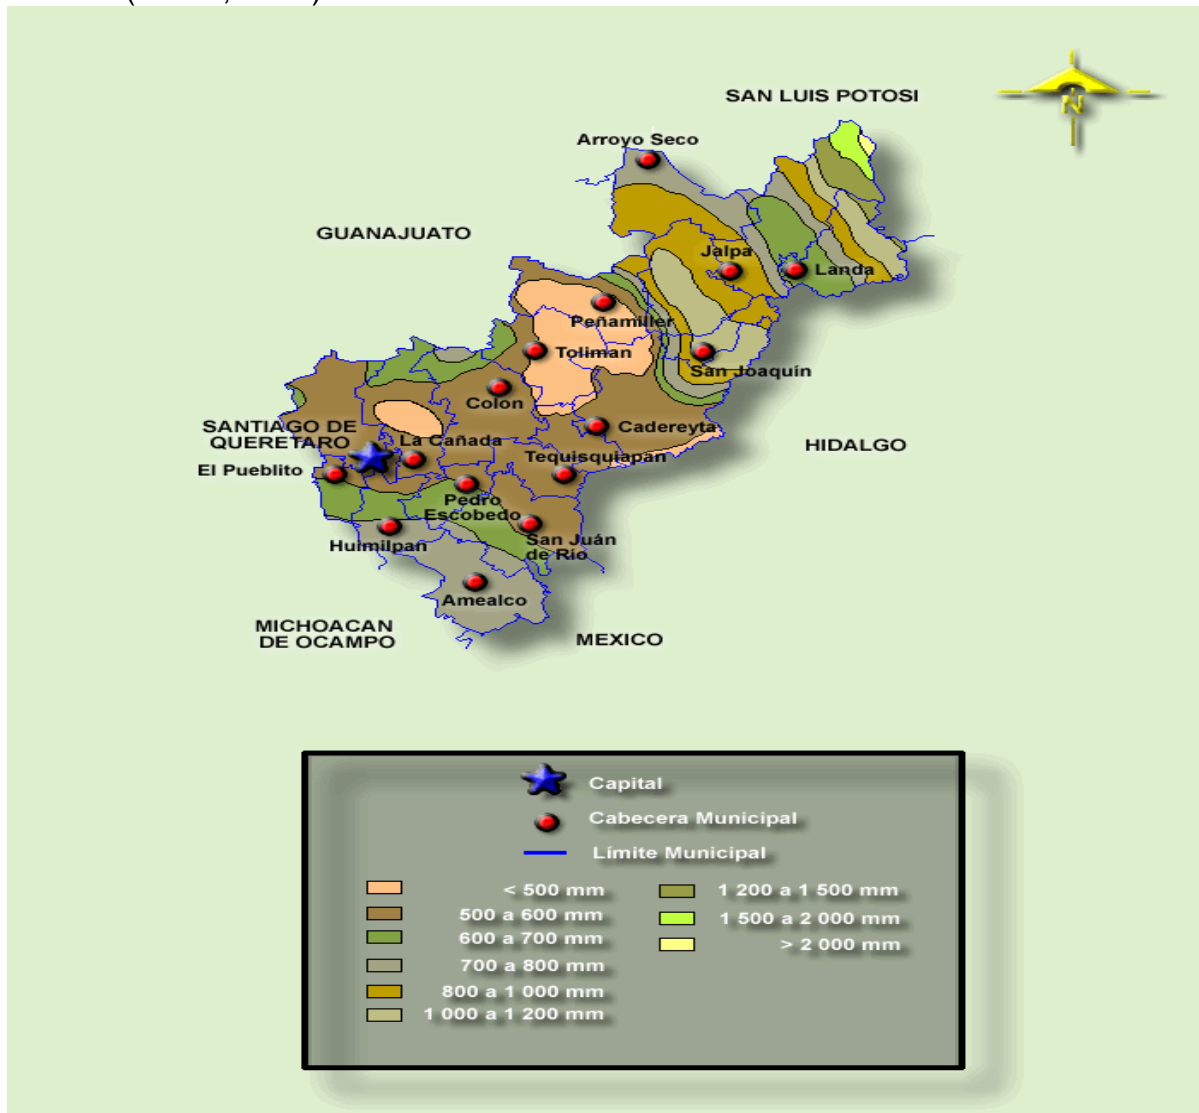 SAN LUIS POTOSI
N
Arroyo Seco
GUANAJUATO
Jalpa
Landa
Peñamiller
Toliman
San Joaquín
Colon
SANTIAGO DE
QUERETARO
La Cañada
Cadereyta
HIDALGO
El Pueblito
Tequisquiapan
Pedro
Escobedo
Huimilpan
San Juán
de Río
Amealco
MICHOACAN
DE OCAMPO
MEXICO
Capital
Cabecera Municipal
Límite Municipal
< 500 mm
500 a 600 mm
600 a 700 mm
700 a 800 mm
800 a 1 000 mm
1 000 a 1 200 mm
1 200 a 1 500 mm
1 500 a 2 000 mm
> 2 000 mm